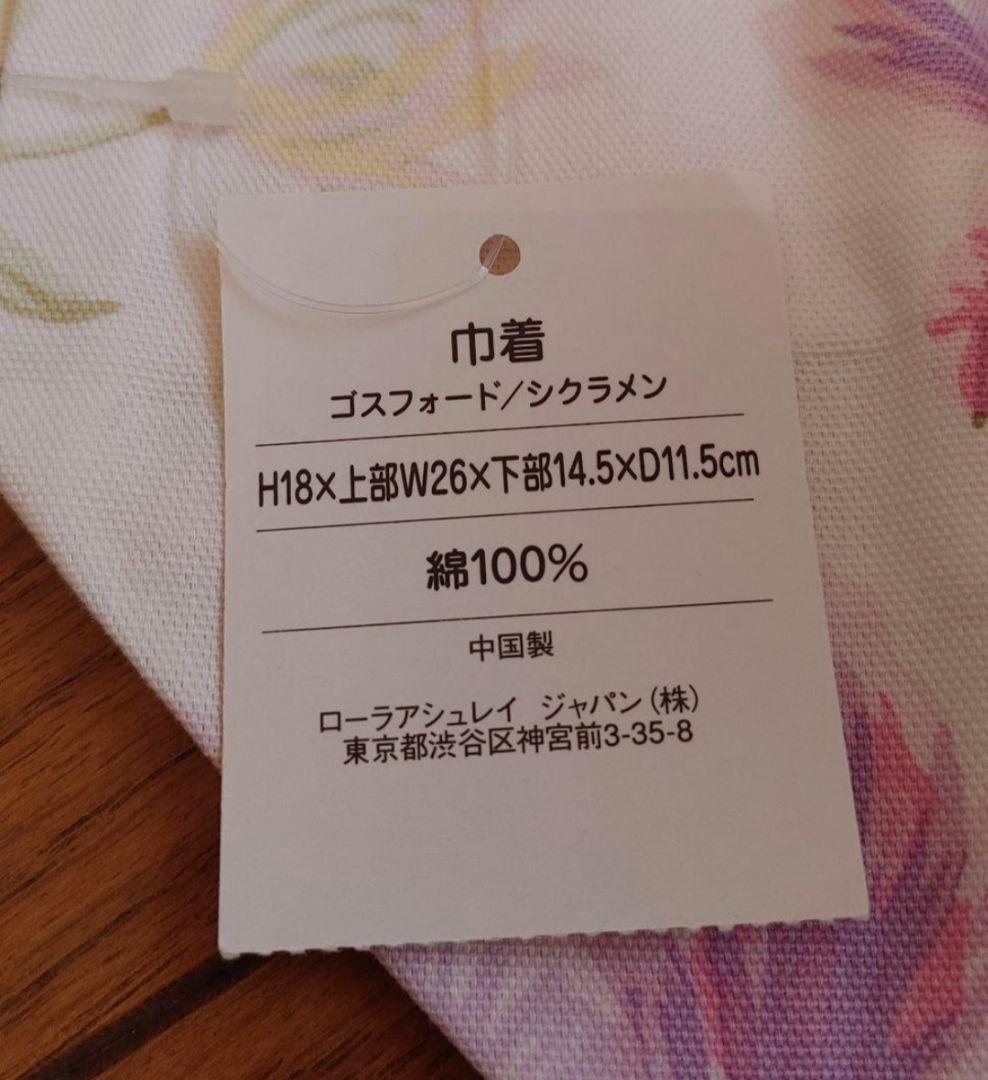 巾着
ゴスフォード/シクラメン
H18×上部W26×下部14.5×D11.5cm
綿100%
中国製
ローラアシュレイ ジャパン(株)
東京都渋谷区神宮前3-35-8